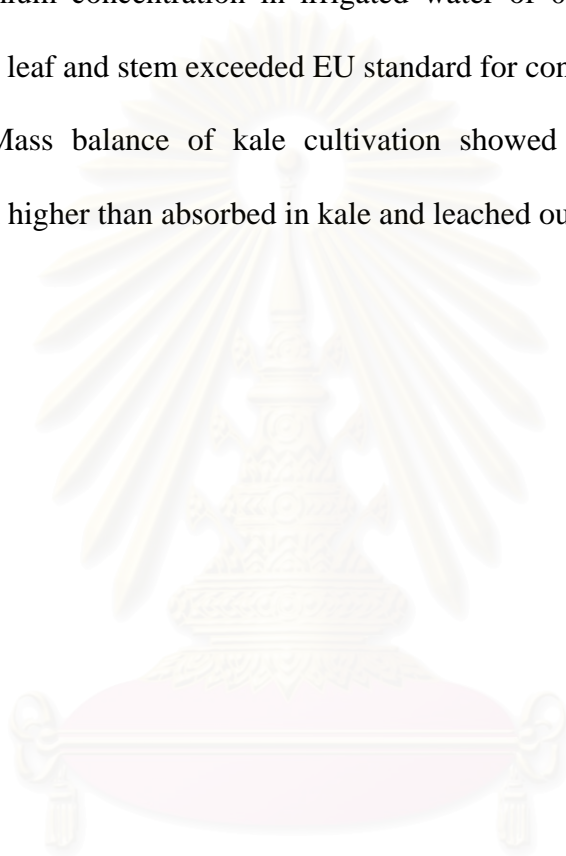 concentration in irrigated water of
leaf and stem exceeded EU standard for
Mass balance of kale cultivation showed
higher than absorbed in kale and leached